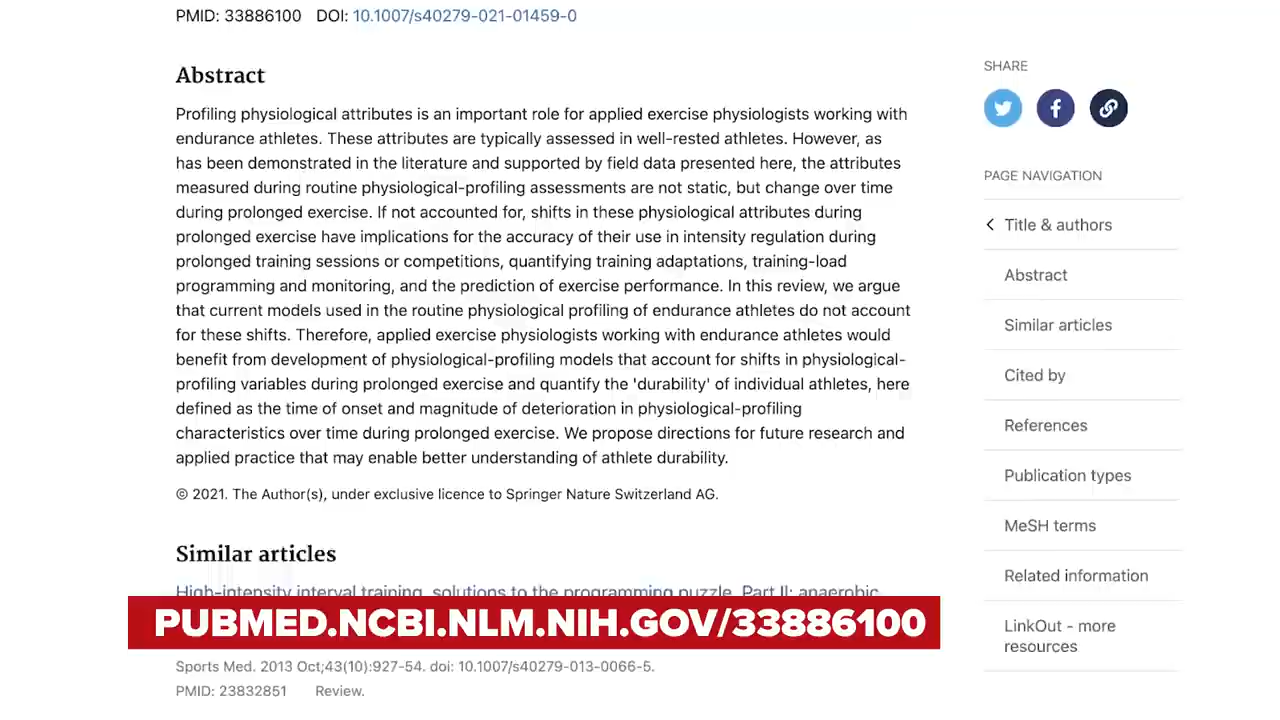 PMID: 33886100 DOI: 10.1007/s40279-021-01459-0
Abstract
Profiling physiological attributes is an important role for applied exercise physiologists working with
endurance athletes. These attributes are typically assessed in well-rested athletes. However, as
has been demonstrated in the literature and supported by field data presented here, the attributes
measured during routine physiological-profiling assessments are not static, but change over time
during prolonged exercise. If not accounted for, shifts in these physiological attributes during
prolonged exercise have implications for the accuracy of their use in intensity regulation during
prolonged training sessions or competitions, quantifying training adaptations, training-load
programming and monitoring, and the prediction of exercise performance. In this review, we argue
that current models used in the routine physiological profiling of endurance athletes do not account
for these shifts. Therefore, applied exercise physiologists working with endurance athletes would
benefit from development of physiological-profiling models that account for shifts in physiological-
profiling variables during prolonged exercise and quantify the 'durability' of individual athletes, here
defined as the time of onset and magnitude of deterioration in physiological-profiling
characteristics over time during prolonged exercise. We propose directions for future research and
applied practice that may enable better understanding of athlete durability.
© 2021. The Author(s), under exclusive licence to Springer Nature Switzerland AG.
Similar articles
High-intensity interval training, solutions to the programming puzzle. Part II: anaerobic
PUBMED.NCBI.NLM.NIH.GOV/33886100
Sports Med. 2013 Oct;43(10):927-54. doi: 10.1007/s40279-013-0066-5.
PMID: 23832851 Review.
SHARE
PAGE NAVIGATION
Title & authors
Abstract
Similar articles
Cited by
References
Publication types
MeSH terms
Related information
LinkOut - more
resources